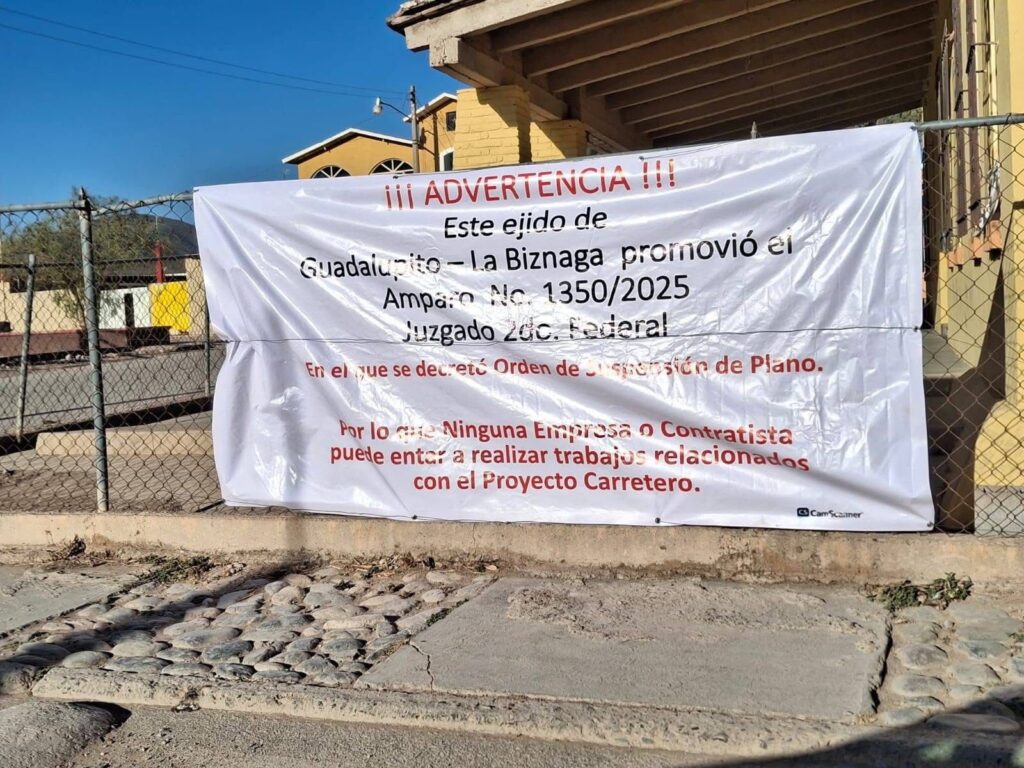 ¡¡¡ ADVERTENCIA !!!
Este ejido de
Guadalupito – La Biznaga promovió el
Amparo No. 1350/2025
Juzgado 2do. Federal
En el que se decretó Orden de Suspensión de Plano.
Por lo que Ninguna Empresa o Contratista
puede entar a realizar trabajos relacionados
con el Proyecto Carretero.
CS CamScanner